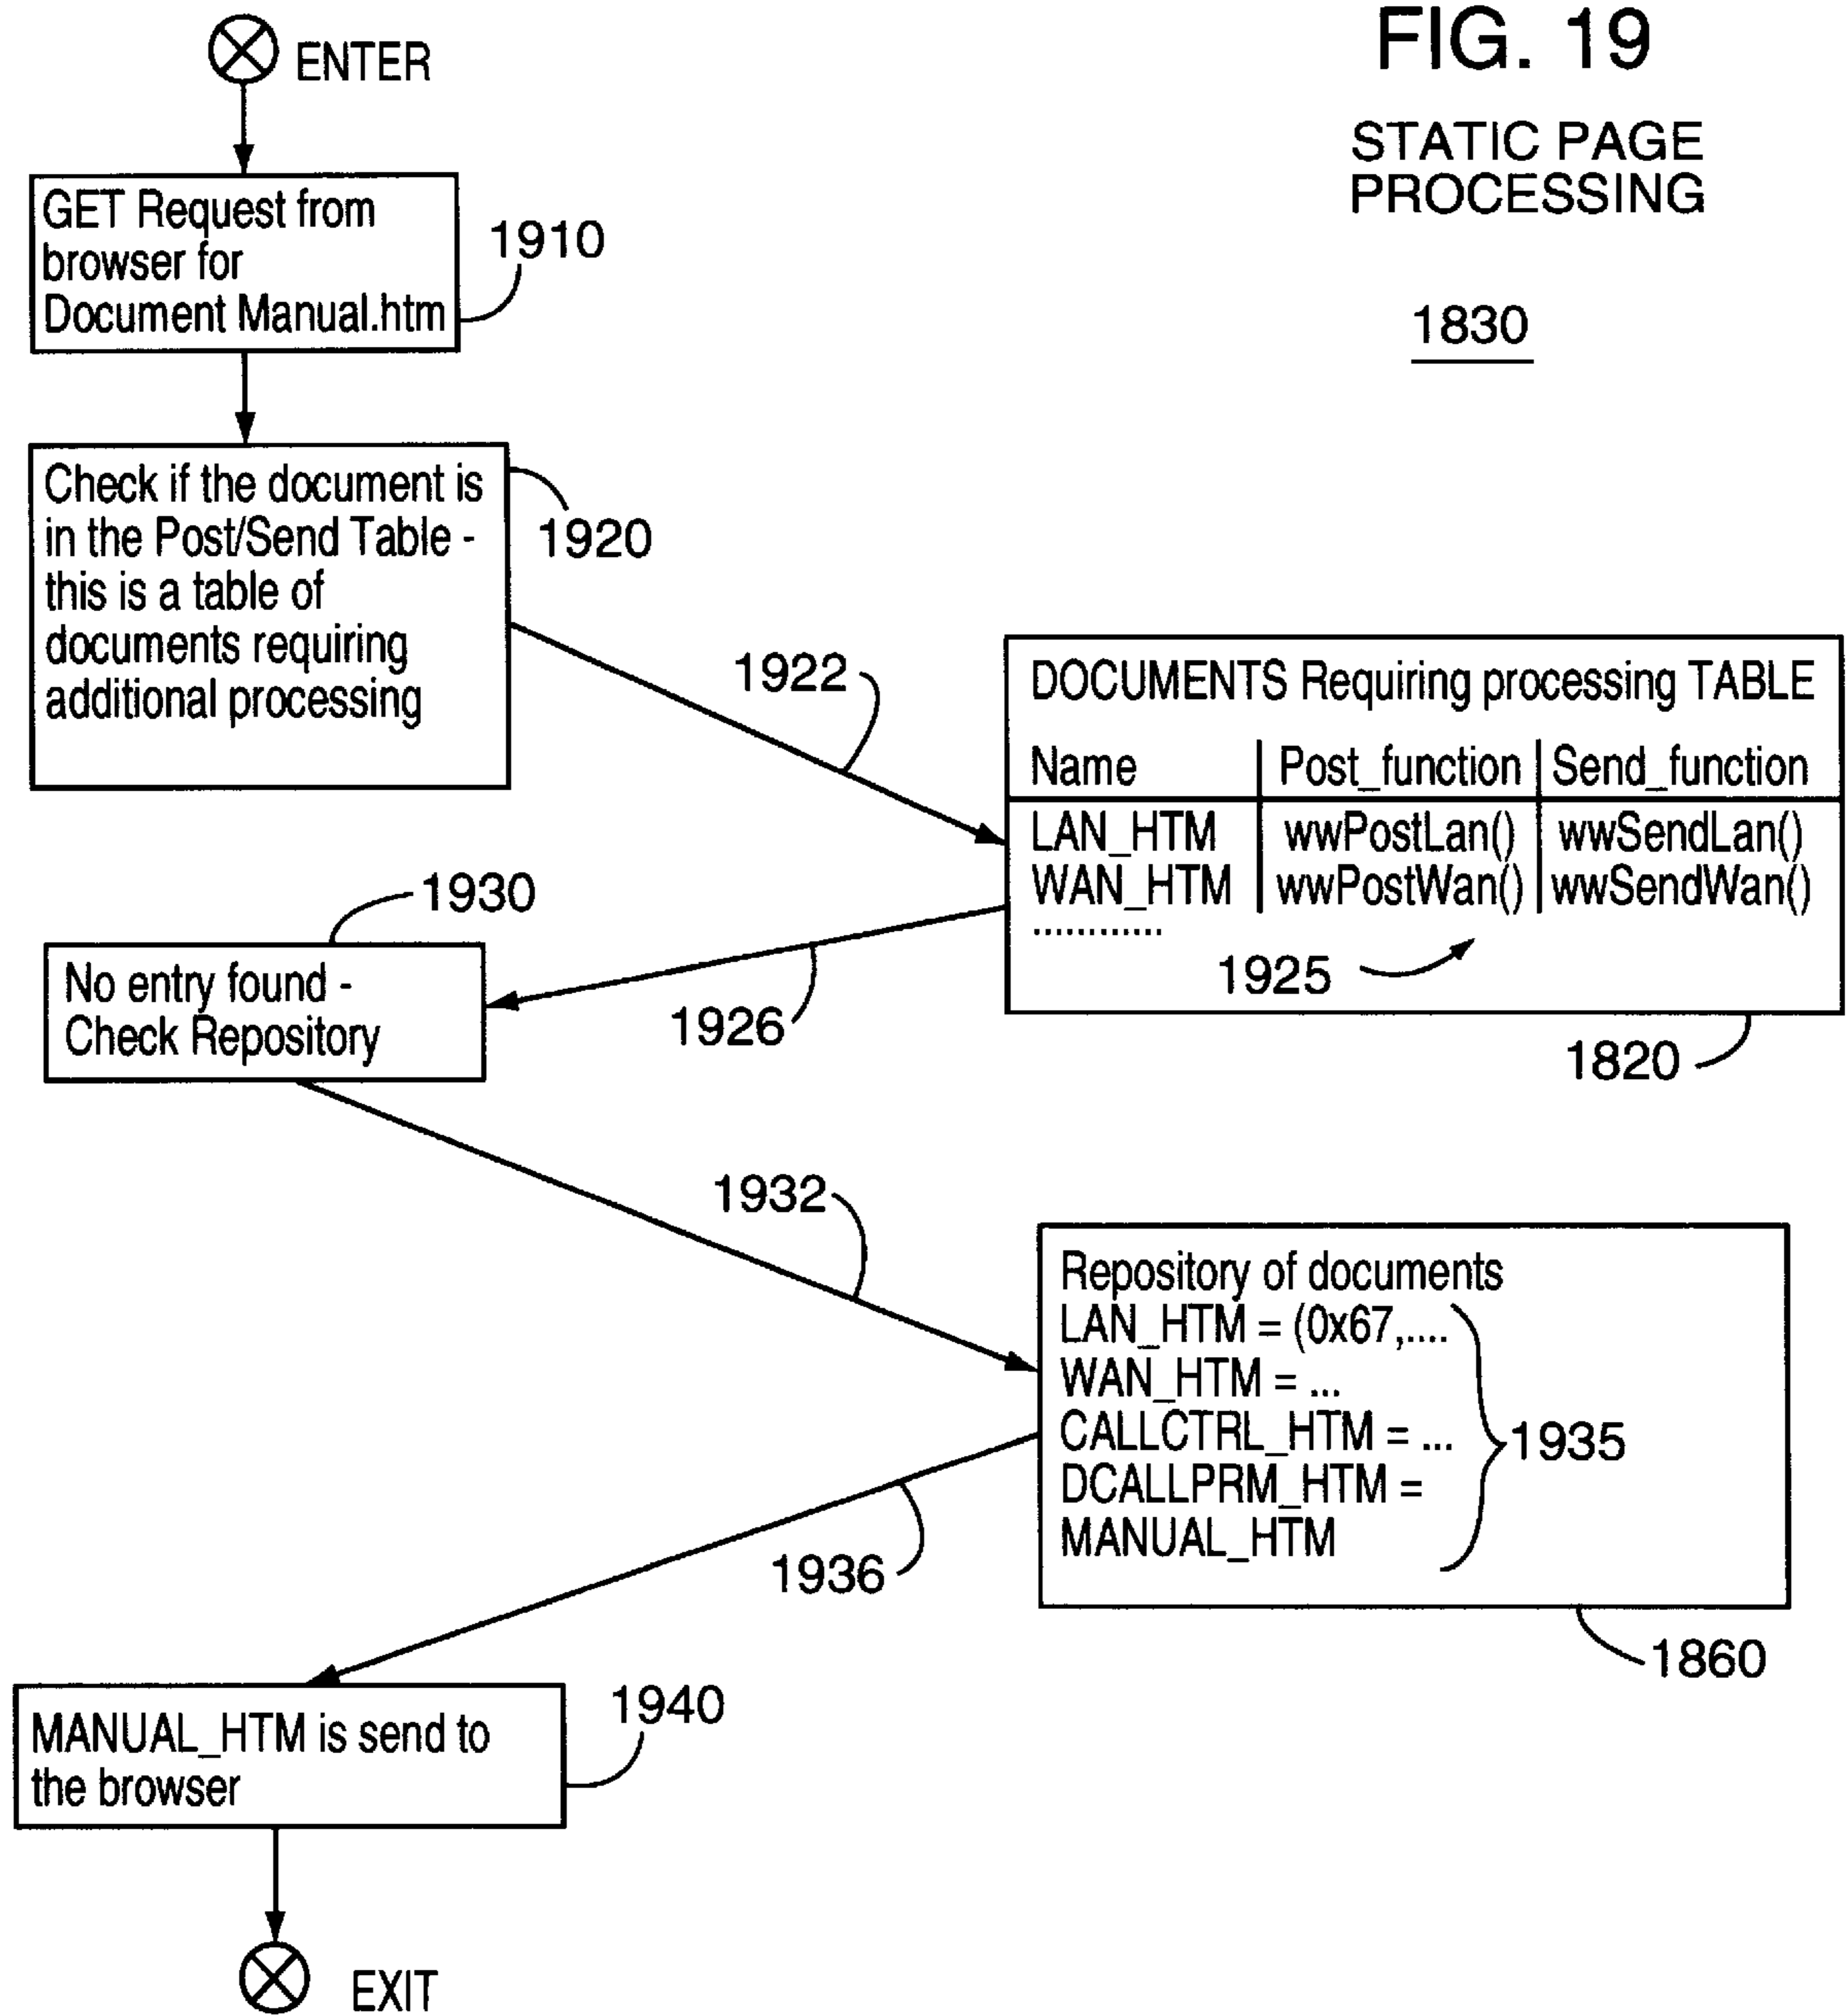 FIG. 19
STATIC PAGE
PROCESSING
1830
ENTER
GET Request from
browser for
Document Manual.htm
1910
Check if the document is
in the Post/Send Table -
this is a table of
documents requiring
additional processing
1920
1922
DOCUMENTS Requiring processing TABLE
Name Post_function Send_function
LAN_HTM wwPostLan() wwSendLan()
WAN_HTM wwPostWan() wwSendWan()
............
1925
1820
1926
1930
No entry found -
Check Repository
1932
Repository of documents
LAN_HTM = (0x67,....
WAN_HTM = ...
CALLCTRL_HTM = ...
DCALLPRM_HTM =
MANUAL_HTM
1935
1860
1936
MANUAL_HTM is send to
the browser
1940
EXIT